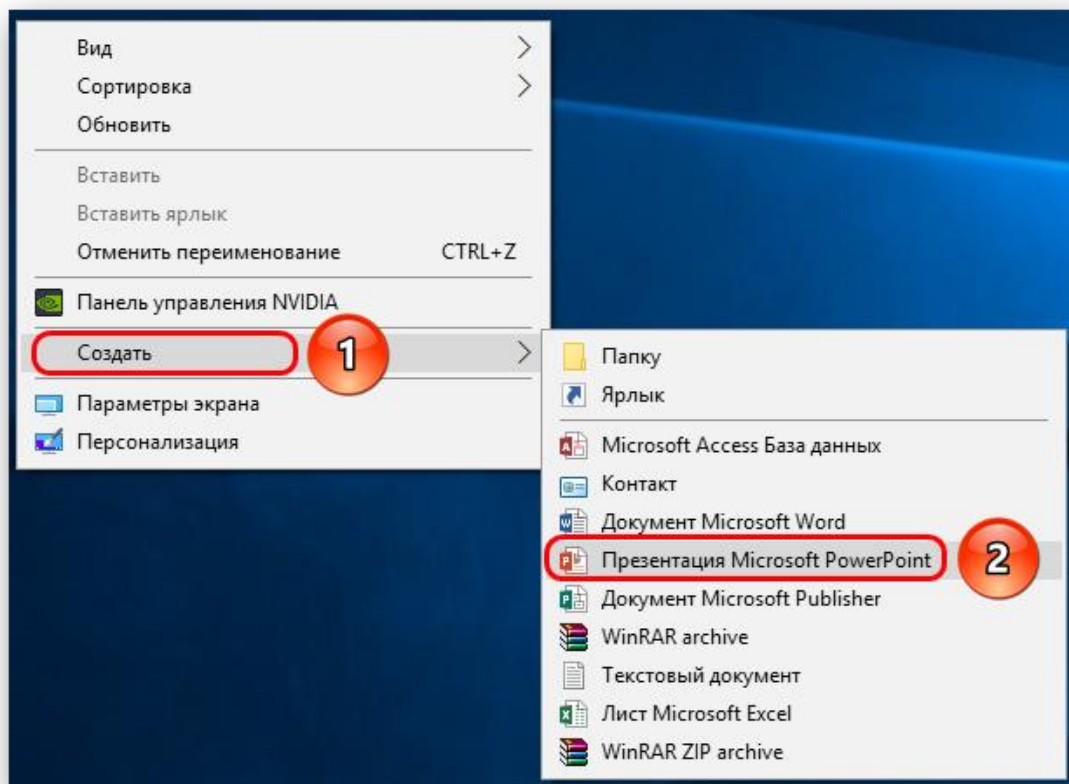 Вид
Сортировка
Обновить
Вставить
Вставить ярлык
Отменить переименование CTRL+Z
Панель управления NVIDIA
Создать 1
Параметры экрана
Персонализация
Папку
Ярлык
Microsoft Access База данных
Контакт
Документ Microsoft Word
Презентация Microsoft PowerPoint 2
Документ Microsoft Publisher
WinRAR archive
Текстовый документ
Лист Microsoft Excel
WinRAR ZIP archive